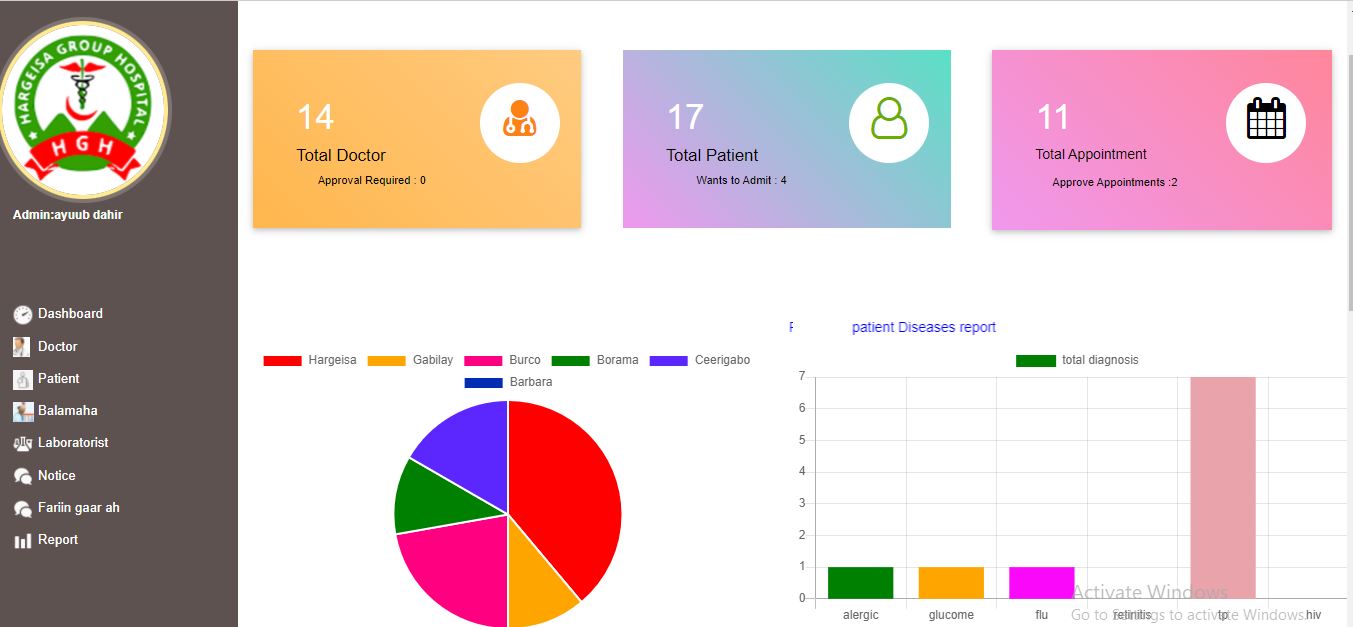 HARGEISA GROUP HOSPITAL
HGH
Admin:ayuub dahir
Dashboard
Doctor
Patient
Balamaha
Laboratorist
Notice
Fariin gaar ah
Report
14
Total Doctor
Approval Required : 0
17
Total Patient
Wants to Admit : 4
11
Total Appointment
Approve Appointments :2
Hargeisa Gabilay Burco Borama Ceerigabo
Barbara
patient Diseases report
total diagnosis
7
6
5
4
3
2
1
0
alergic glucome flu retinitis tp hiv
Activate Windows
Go to Settings to activate Windows.